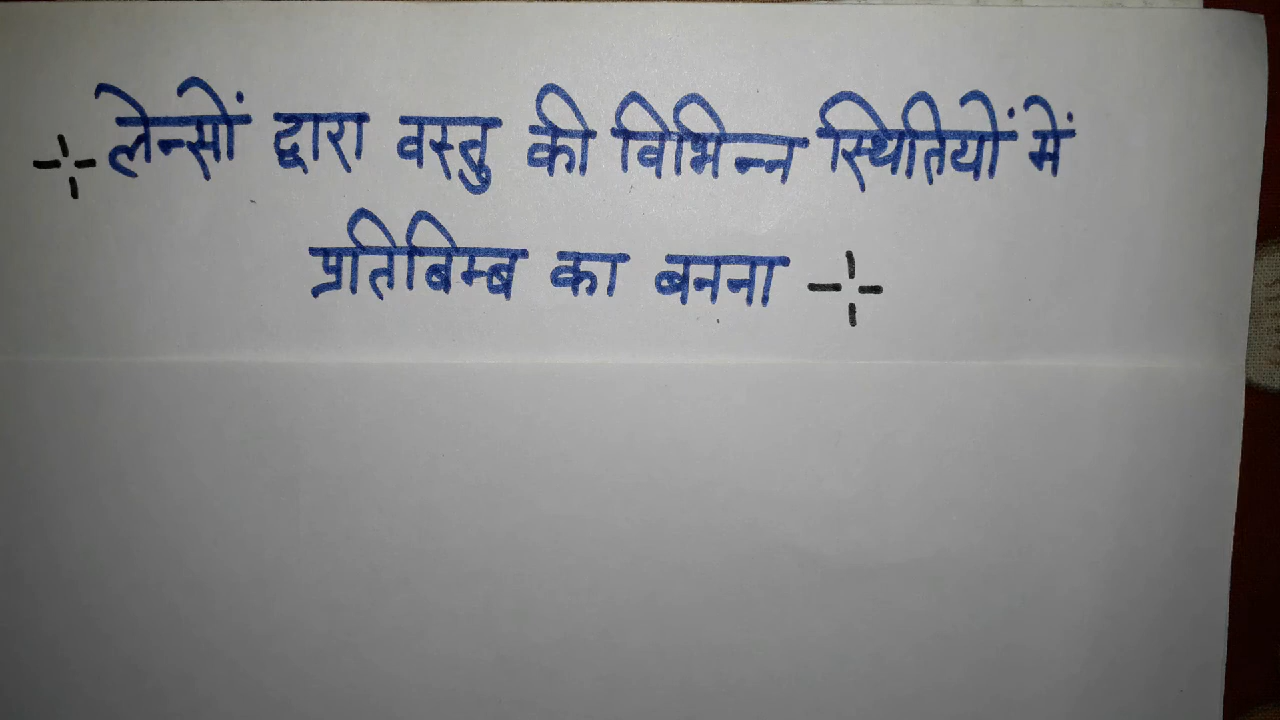 लेन्सों द्वारा वस्तु की विभिन्न स्थितियों में
प्रतिबिम्ब का बनना